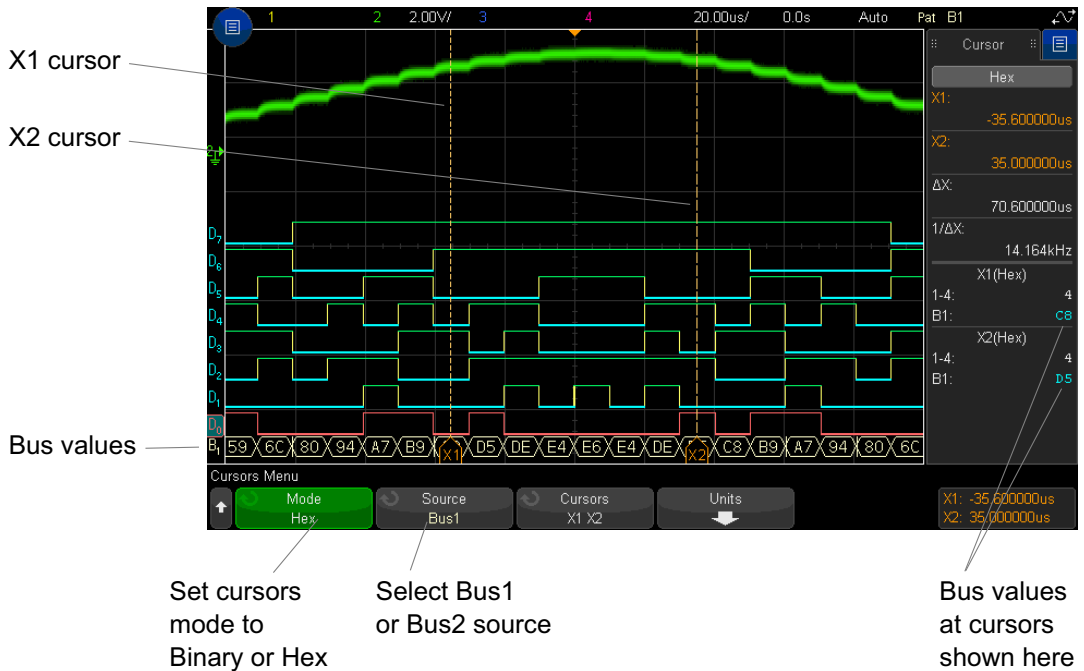 1 2 2.00V/ 3 4 20.00us/ 0.0s Auto Pat B1
X1 cursor
X2 cursor
Bus values
Cursor
Hex
X1:
-35.600000us
X2:
35.000000us
ΔX:
70.600000us
1/ΔX:
14.164kHz
X1(Hex)
1-4: 4
B1: C8
X2(Hex)
1-4: 4
B1: D5
D7
D6
D5
D4
D3
D2
D1
D0
B1 59 6C 80 94 A7 B9 X1 D5 DE E4 E6 E4 DE X2 C8 B9 A7 94 80 6C
Cursors Menu
Mode
Hex
Source
Bus1
Cursors
X1 X2
Units
X1: -35.600000us
X2: 35.000000us
Set cursors
mode to
Binary or Hex
Select Bus1
or Bus2 source
Bus values
at cursors
shown here